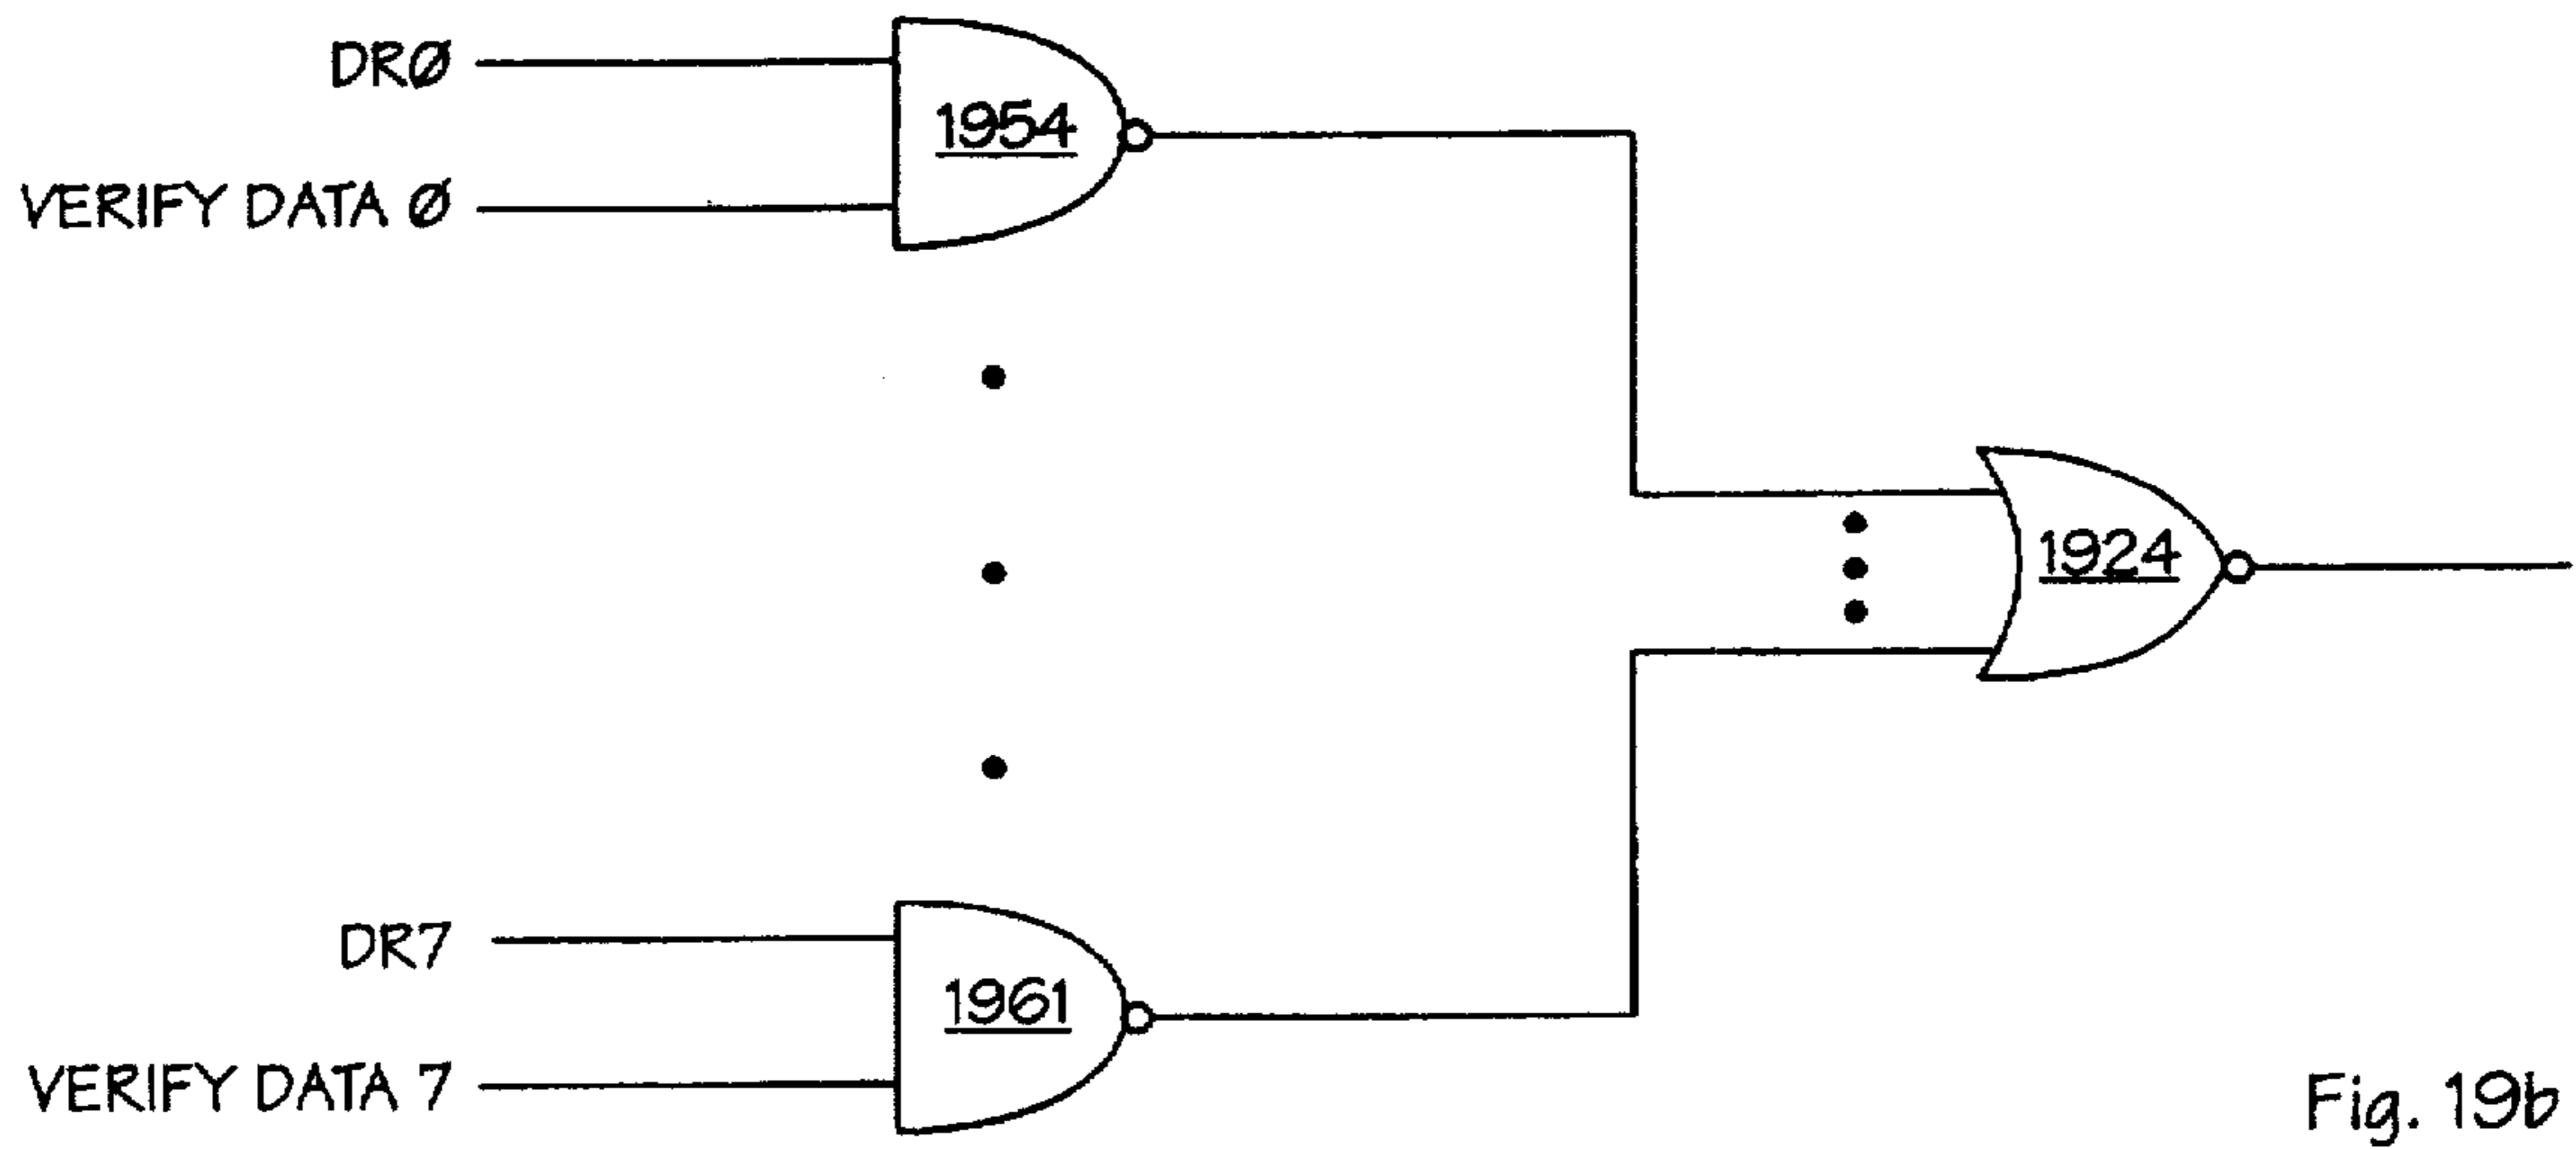 DRØ
1954
VERIFY DATA Ø
1924
DR7
1961
VERIFY DATA 7
Fig. 19b